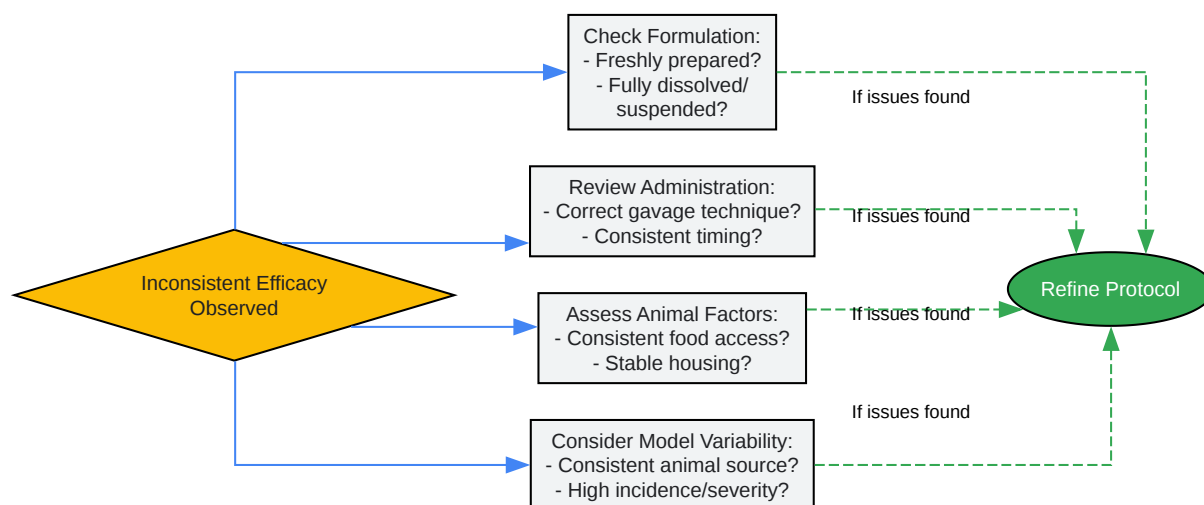 Check Formulation:
- Freshly prepared?
- Fully dissolved/
suspended?
If issues found
Review Administration:
- Correct gavage technique?
- Consistent timing?
If issues found
Inconsistent Efficacy
Observed
Refine Protocol
Assess Animal Factors:
- Consistent food access?
- Stable housing?
If issues found
If issues found
Consider Model Variability:
- Consistent animal source?
- High incidence/severity?